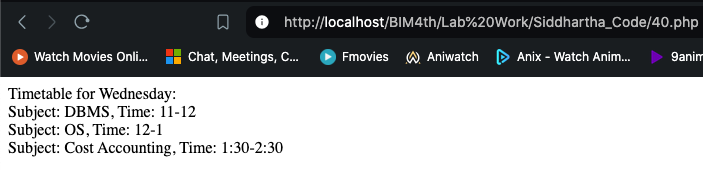 http://localhost/BIM4th/Lab%20Work/Siddhartha_Code/40.php
Watch Movies Onli... Chat, Meetings, C... Fmovies Aniwatch Anix - Watch Anim... 9anim
Timetable for Wednesday:
Subject: DBMS, Time: 11-12
Subject: OS, Time: 12-1
Subject: Cost Accounting, Time: 1:30-2:30